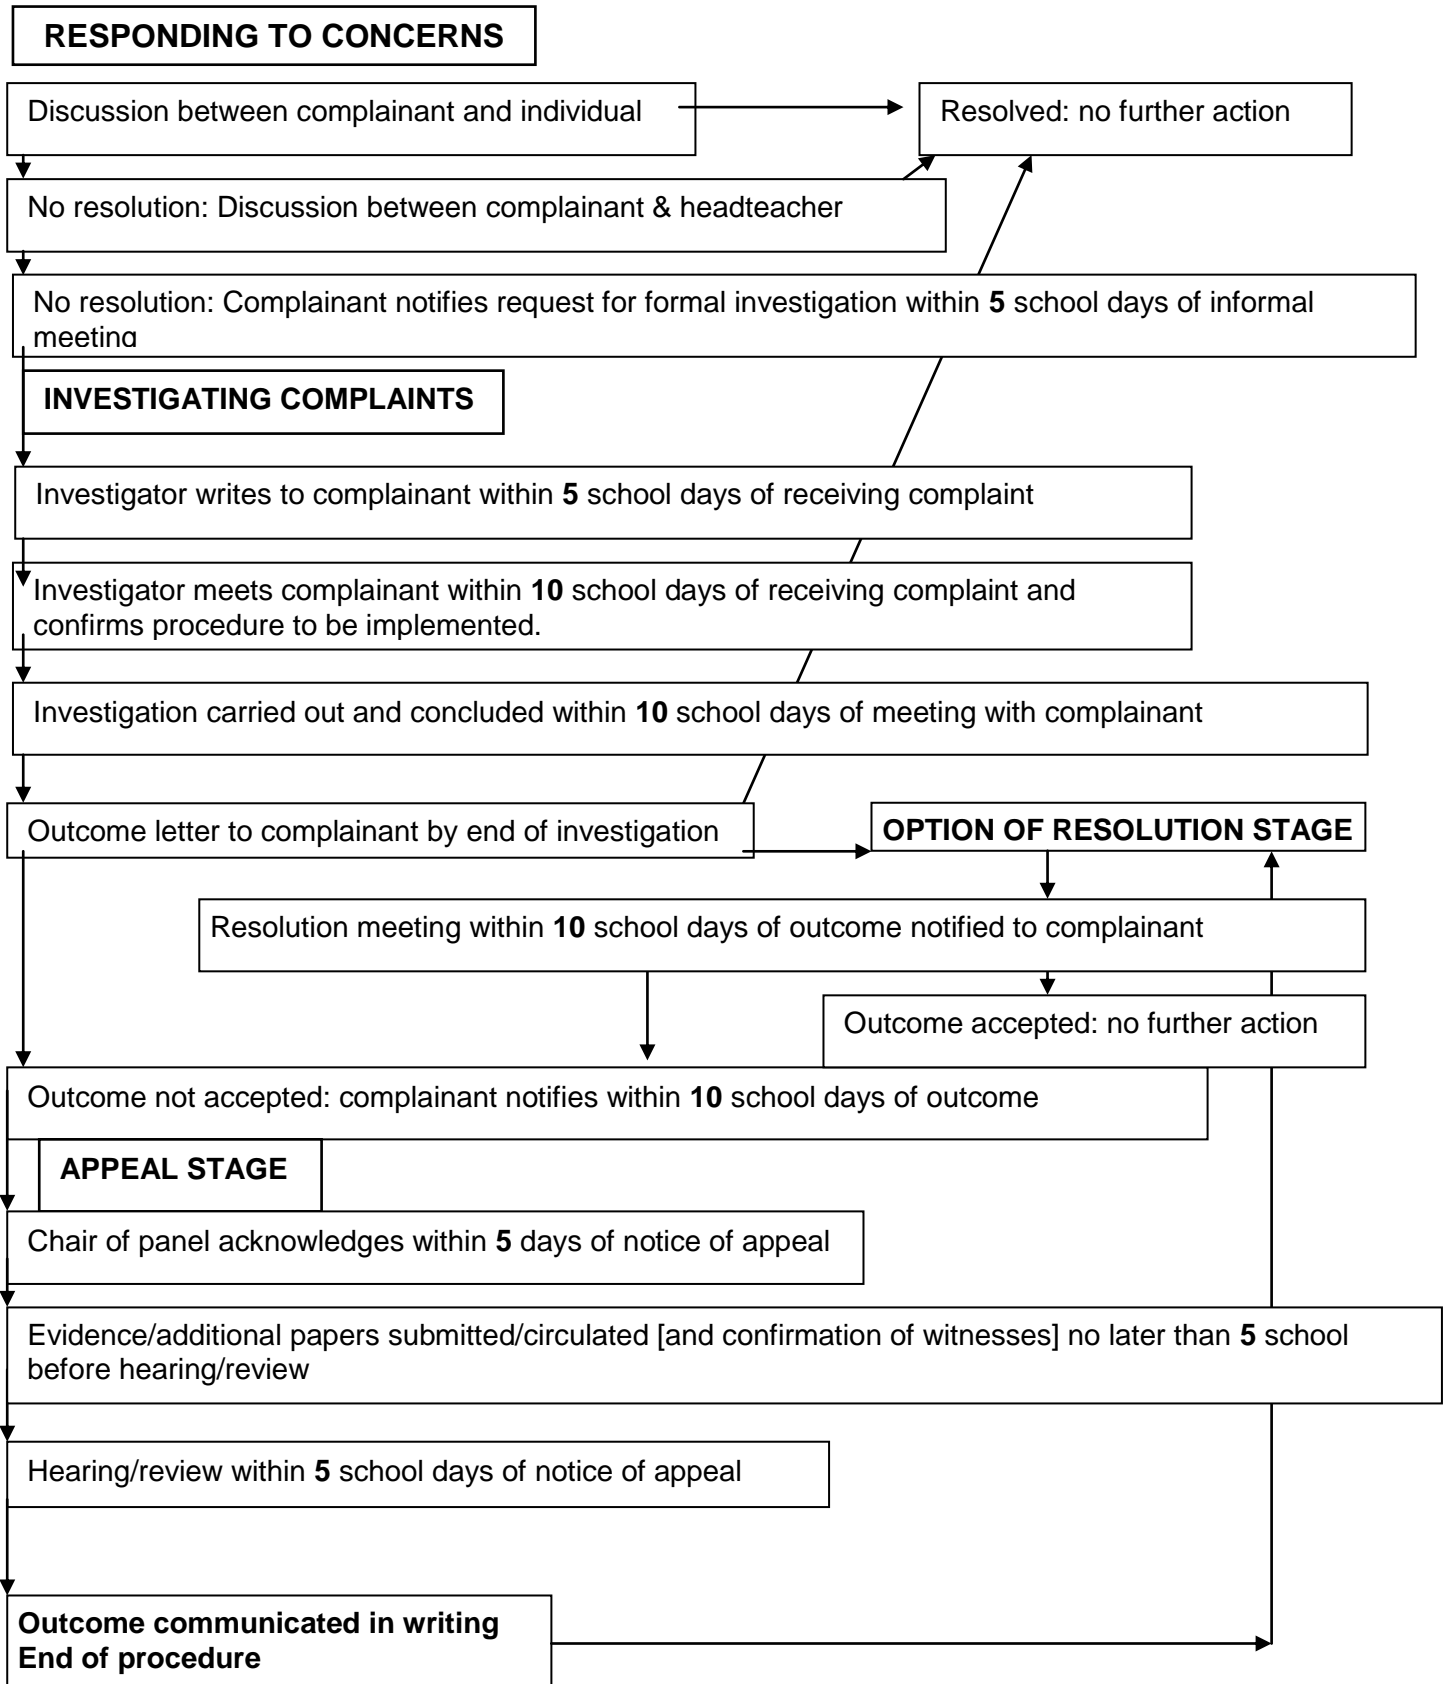 RESPONDING TO CONCERNS
Discussion between complainant and individual
Resolved: no further action
No resolution: Discussion between complainant & headteacher
No resolution: Complainant notifies request for formal investigation within 5 school days of informal
meeting
INVESTIGATING COMPLAINTS
Investigator writes to complainant within 5 school days of receiving complaint
Investigator meets complainant within 10 school days of receiving complaint and
confirms procedure to be implemented.
Investigation carried out and concluded within 10 school days of meeting with complainant
Outcome letter to complainant by end of investigation
OPTION OF RESOLUTION STAGE
Resolution meeting within 10 school days of outcome notified to complainant
Outcome accepted: no further action
Outcome not accepted: complainant notifies within 10 school days of outcome
APPEAL STAGE
Chair of panel acknowledges within 5 days of notice of appeal
Evidence/additional papers submitted/circulated [and confirmation of witnesses] no later than 5 school
before hearing/review
Hearing/review within 5 school days of notice of appeal
Outcome communicated in writing
End of procedure